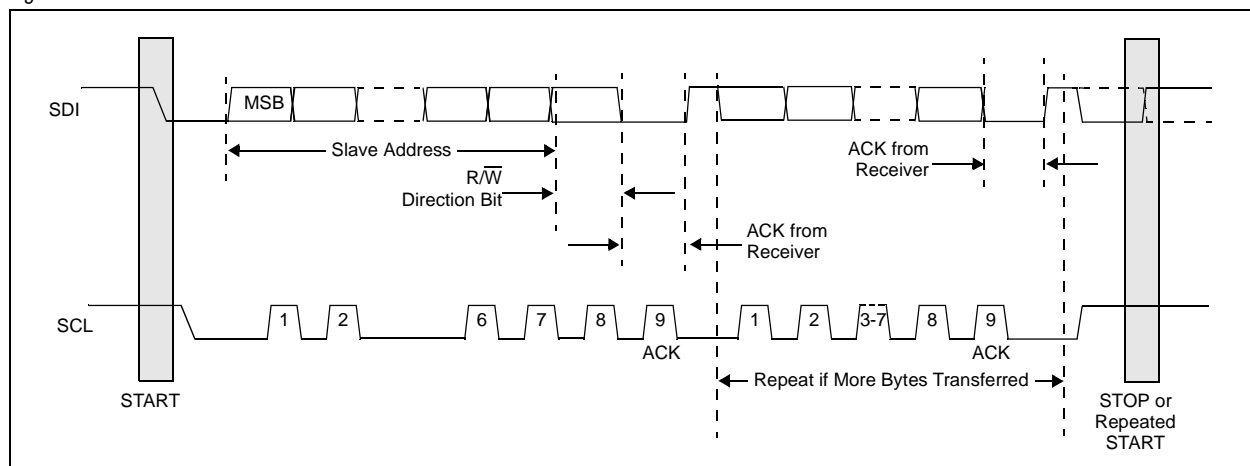 SDI
MSB
Slave Address
R/W̅
Direction Bit
ACK from
Receiver
ACK from
Receiver
SCL
1
2
6
7
8
9
ACK
1
2
3-7
8
9
ACK
Repeat if More Bytes Transferred
START
STOP or
Repeated
START